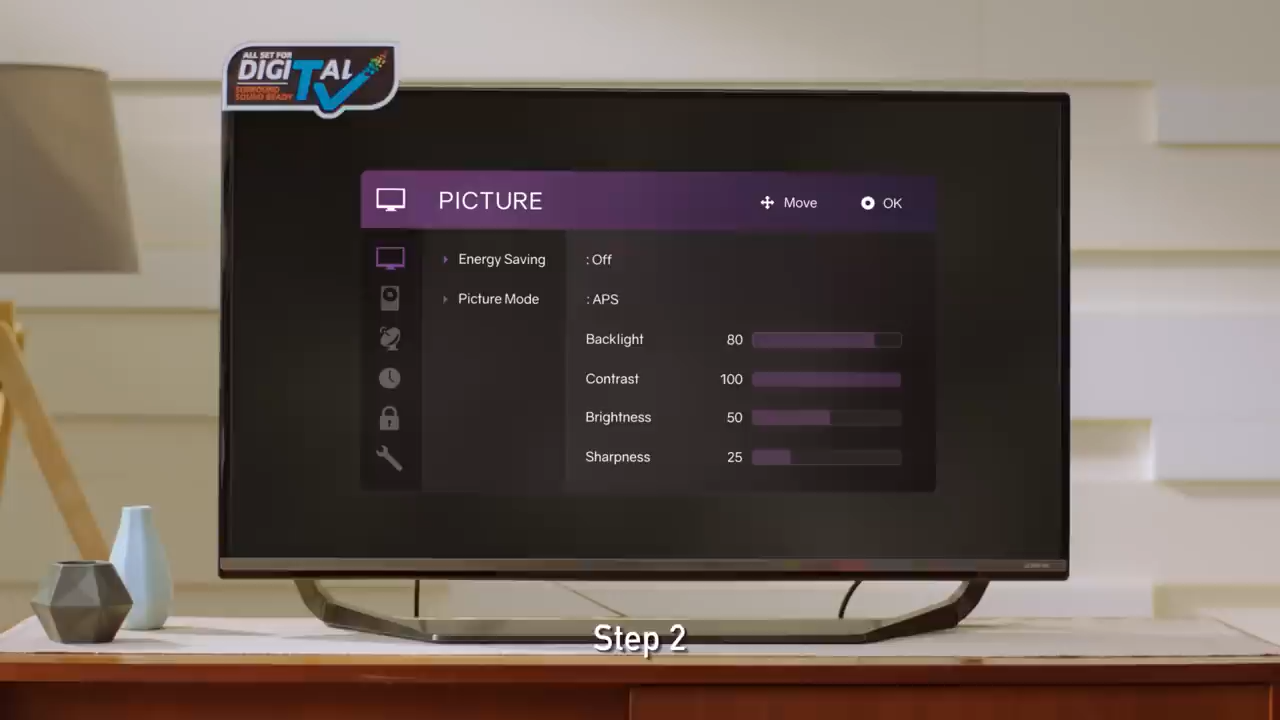 ALL SET FOR
DIGITAL
TV
SURROUND
SOUND READY
PICTURE
Move
OK
Energy Saving : Off
Picture Mode : APS
Backlight 80
Contrast 100
Brightness 50
Sharpness 25
Step 2